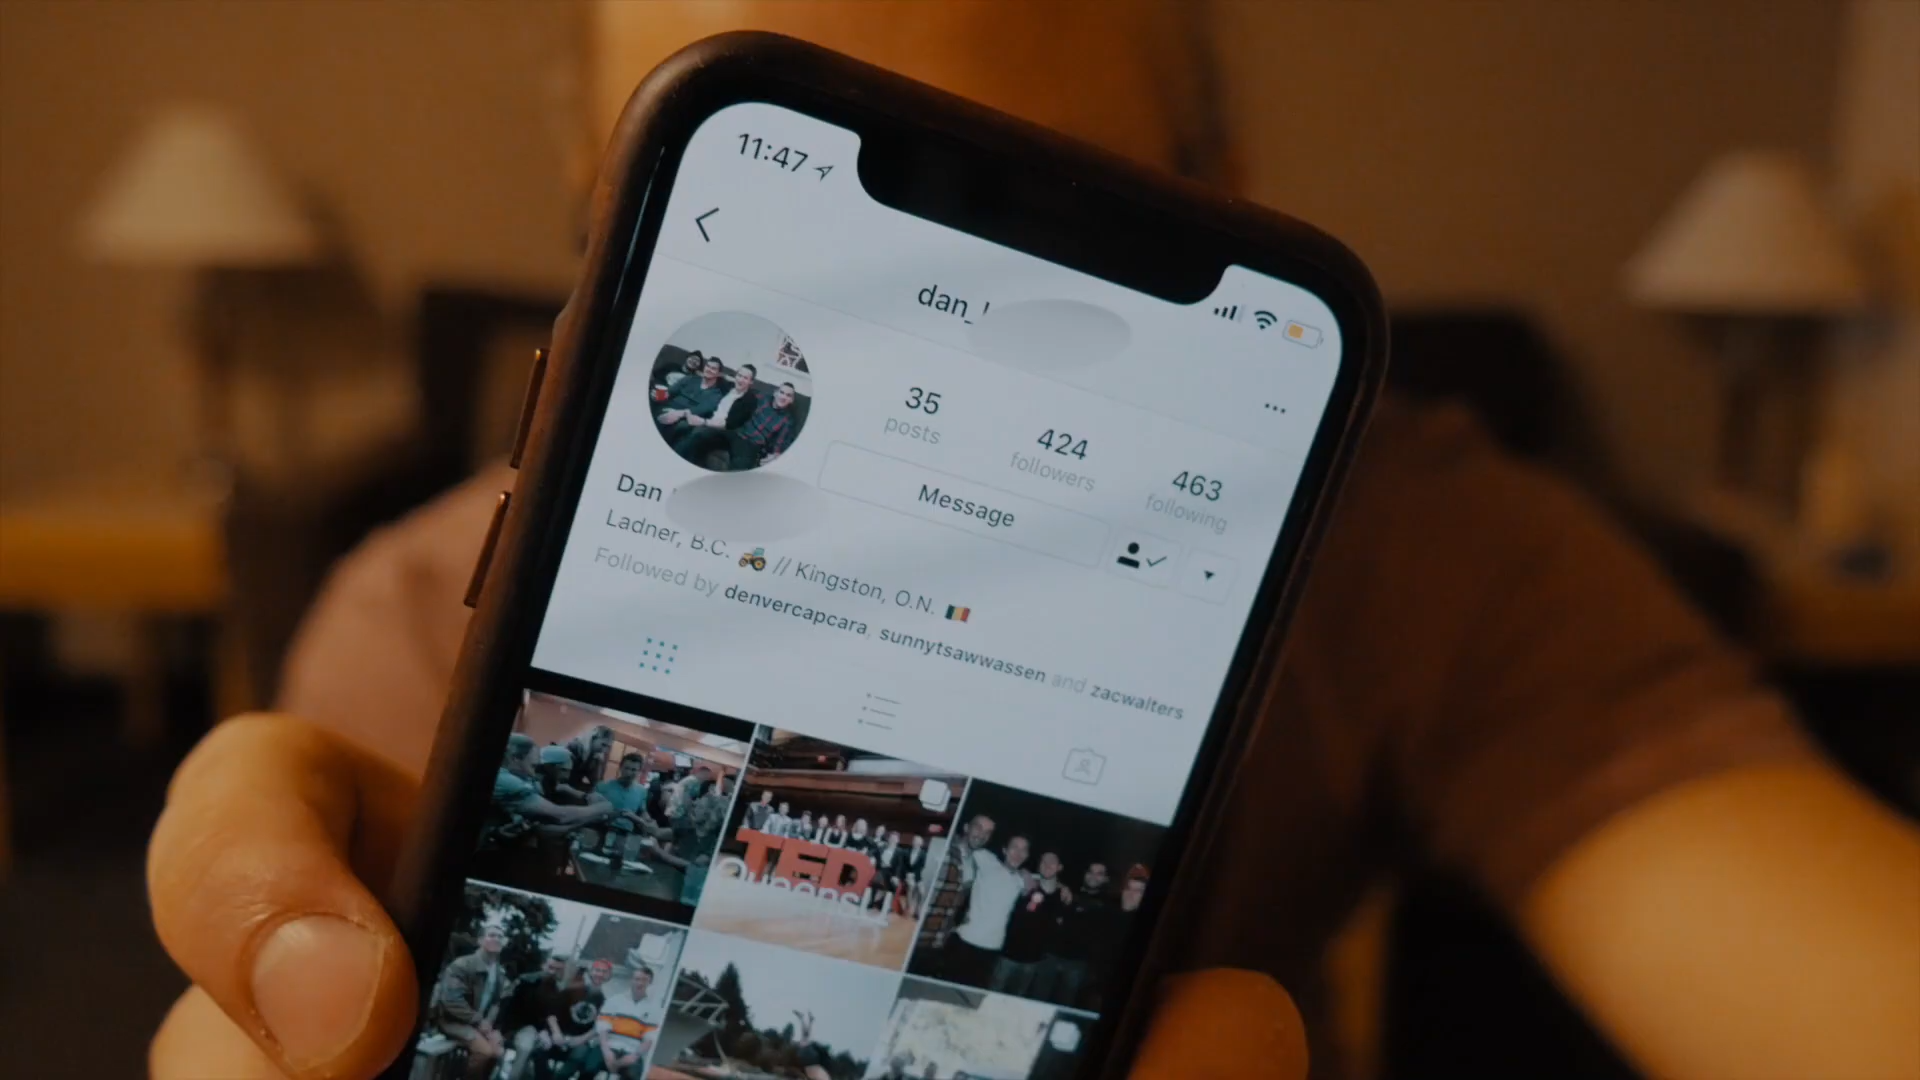 11:47
dan_
35 posts
424 followers
463 following
Message
Dan
Ladner, B.C. 🚜 // Kingston, O.N. 🇧🇪
Followed by denvercapcara, sunnytsawwassen and zacwalters
TED
QueensU